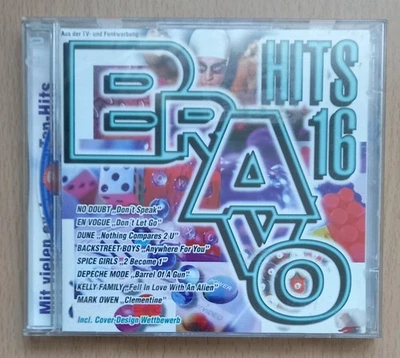 Aus der TV- und Funkwerbung
BRAVO
HITS
16
NO DOUBT „Don't Speak"
EN VOGUE „Don't Let Go"
DUNE „Nothing Compares 2 U"
BACKSTREET BOYS „Anywhere For You"
SPICE GIRLS „2 Become 1"
DEPECHE MODE „Barrel Of A Gun"
KELLY FAMILY „Fell In Love With An Alien"
MARK OWEN „Clementine"
Incl. Cover-Design Wettbewerb
Mit vielen Top-Hits